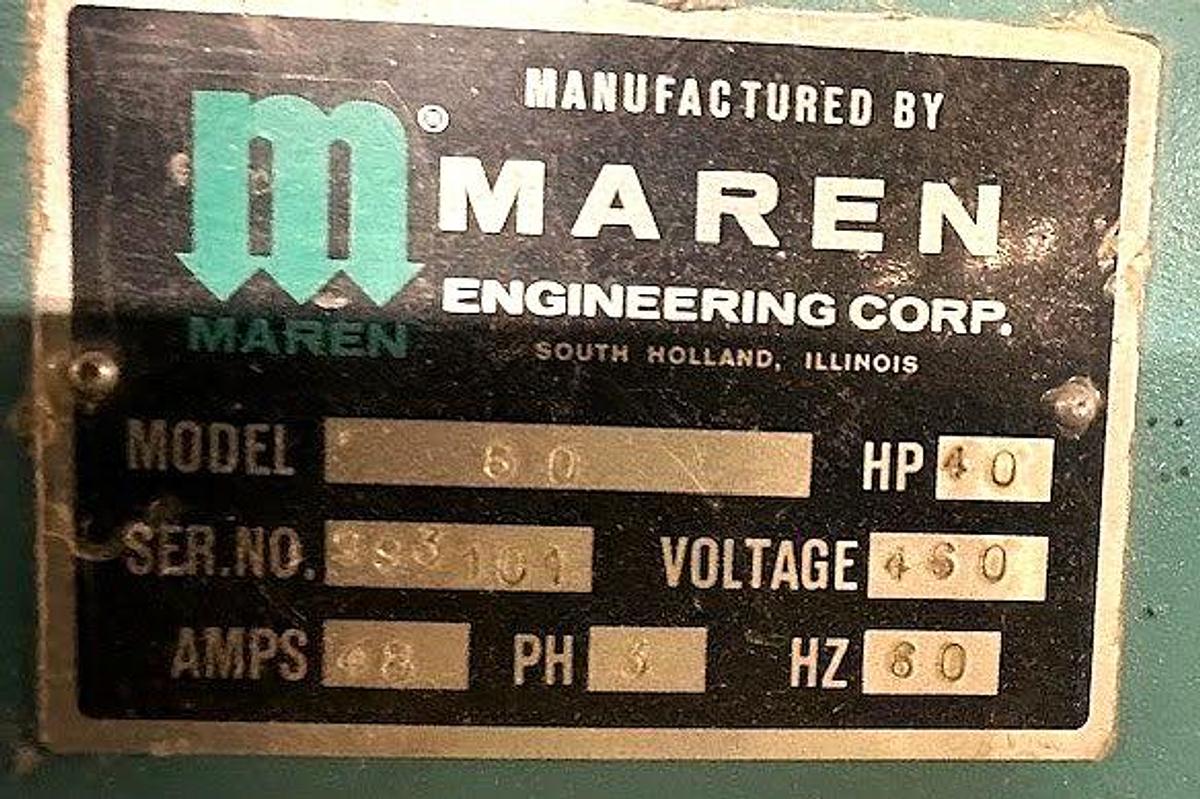 MANUFACTURED BY
m® MAREN
ENGINEERING CORP.
MAREN
SOUTH HOLLAND, ILLINOIS
MODEL 60 HP 40
SER.NO. VOLTAGE 460
AMPS 48 PH 3 HZ 60